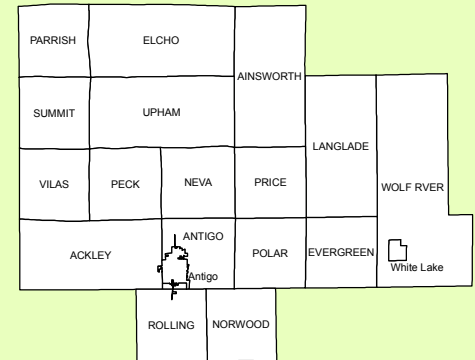 PARRISH
ELCHO
AINSWORTH
SUMMIT
UPHAM
LANGLADE
VILAS
PECK
NEVA
PRICE
WOLF RVER
ACKLEY
ANTIGO
POLAR
EVERGREEN
White Lake
Antigo
ROLLING
NORWOOD